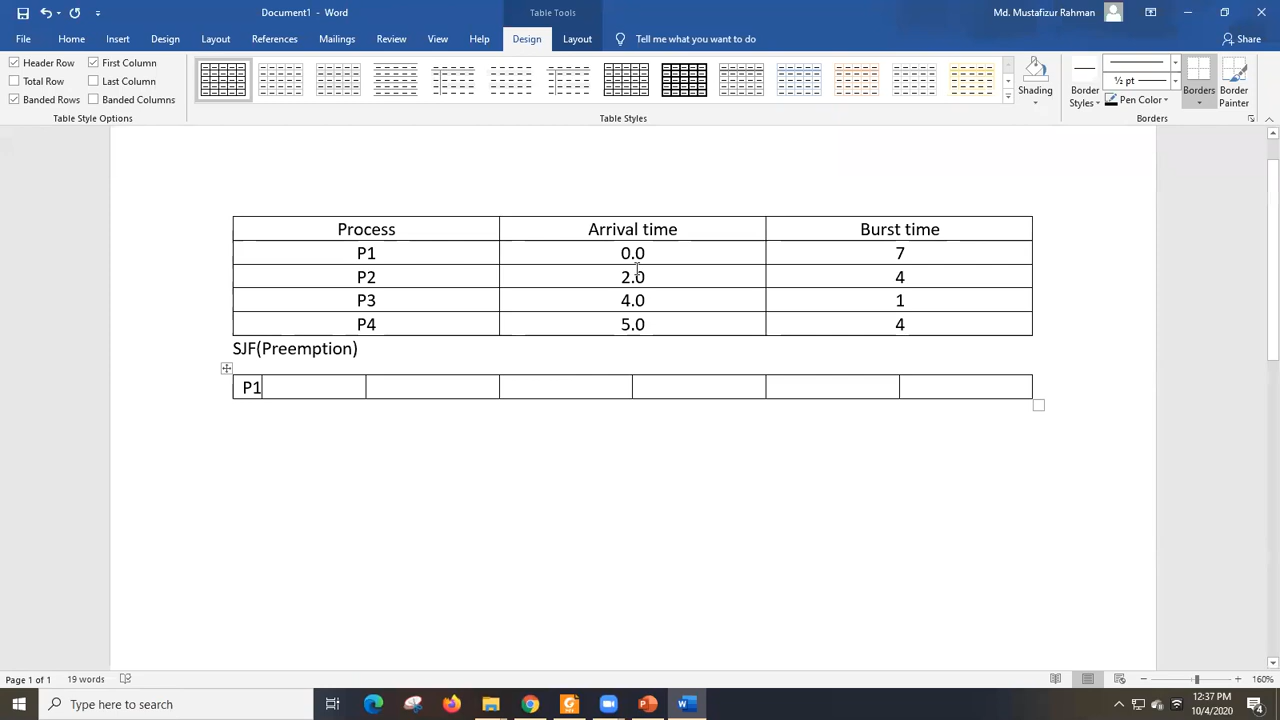 Document1 - Word
Table Tools
Md. Mustafizur Rahman
File Home Insert Design Layout References Mailings Review View Help Design Layout Tell me what you want to do Share
Header Row First Column
Total Row Last Column
Banded Rows Banded Columns
Table Style Options
Table Styles
Shading
Border Styles
½ pt
Pen Color
Borders
Border Painter
Borders
Process Arrival time Burst time
P1 0.0 7
P2 2.0 4
P3 4.0 1
P4 5.0 4
SJF(Preemption)
P1
Page 1 of 1 19 words 160%
Type here to search
12:37 PM
10/4/2020
4